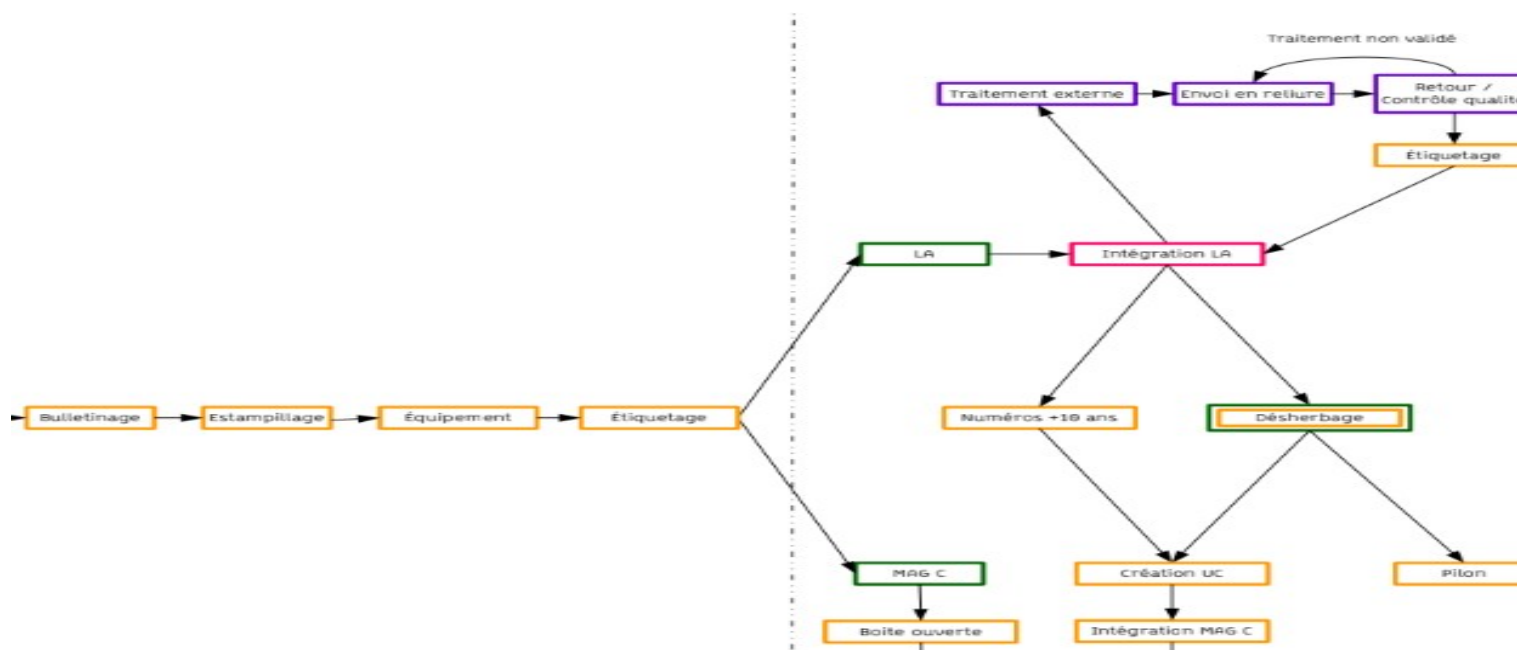 Traitement non validé
Traitement externe
Envoi en reliure
Retour /
Contrôle qualité
Étiquetage
LA
Intégration LA
Bulletinage
Estampillage
Équipement
Étiquetage
Numéros +10 ans
Désherbage
MAG C
Création UC
Pilon
Boite ouverte
Intégration MAG C